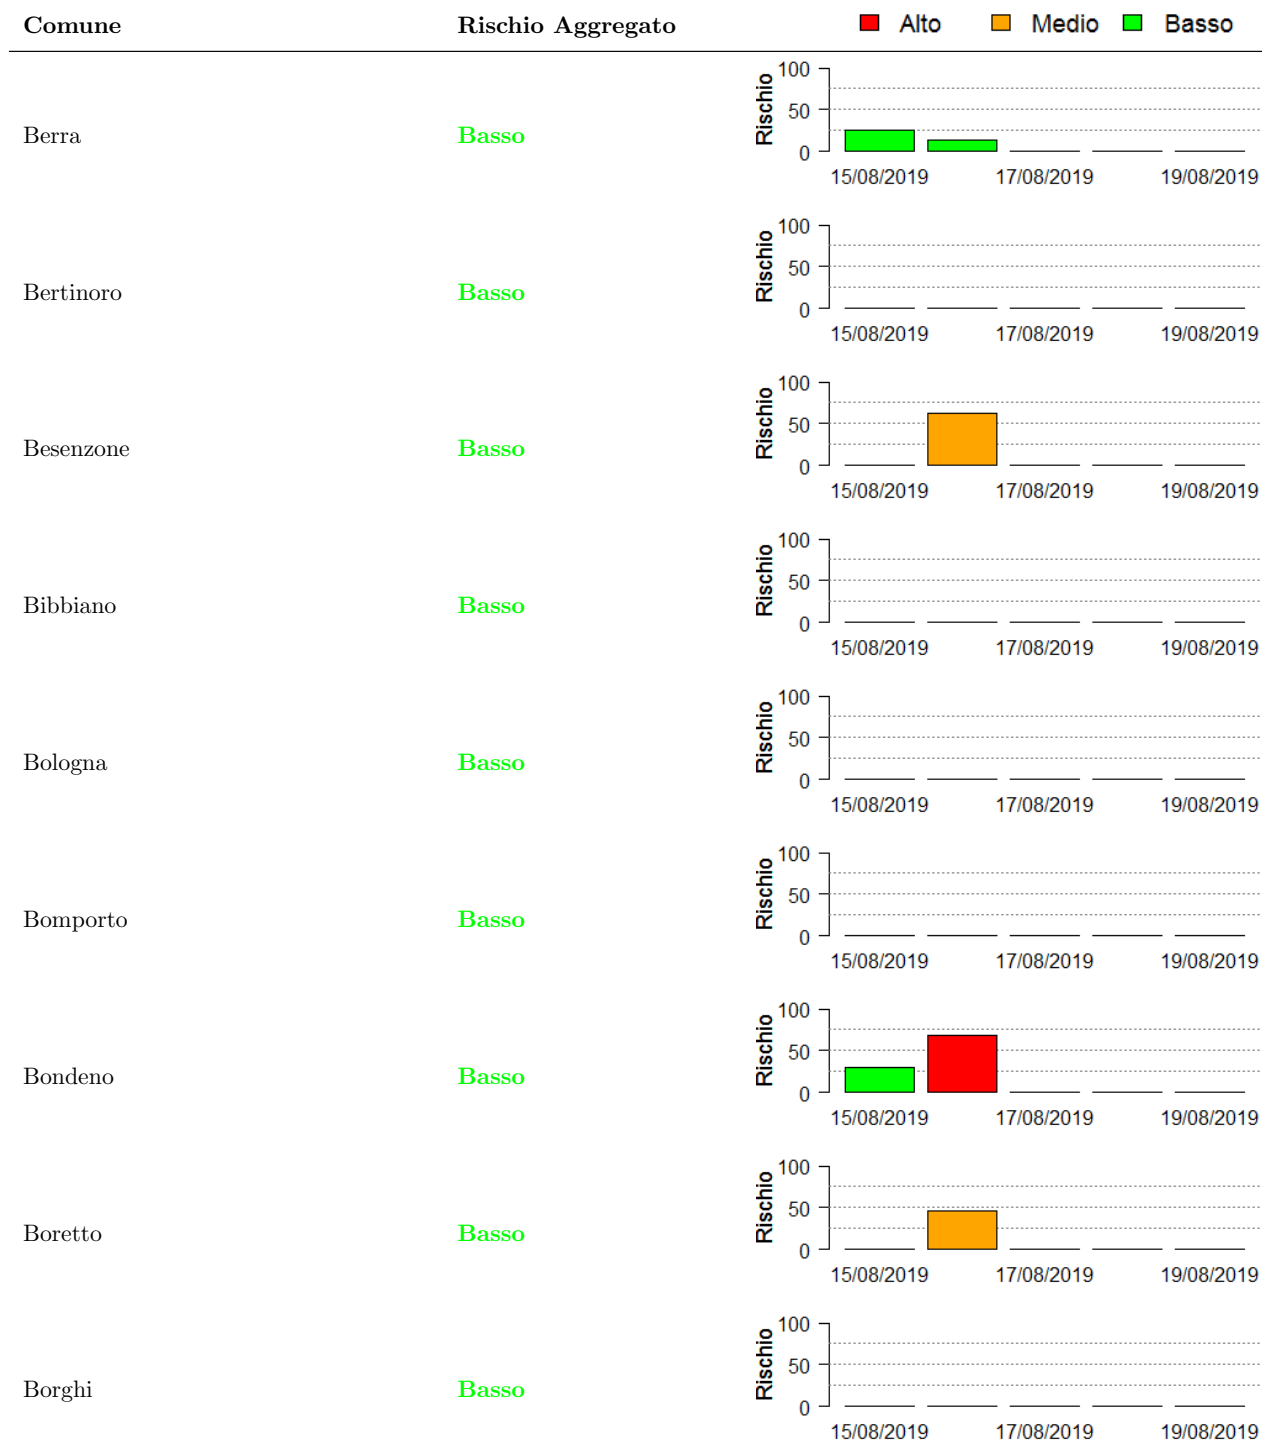 Comune Rischio Aggregato Alto Medio Basso
Berra Basso Rischio 100 50 0
15/08/2019 17/08/2019 19/08/2019
Bertinoro Basso Rischio 100 50 0
15/08/2019 17/08/2019 19/08/2019
Besenzone Basso Rischio 100 50 0
15/08/2019 17/08/2019 19/08/2019
Bibbiano Basso Rischio 100 50 0
15/08/2019 17/08/2019 19/08/2019
Bologna Basso Rischio 100 50 0
15/08/2019 17/08/2019 19/08/2019
Bomporto Basso Rischio 100 50 0
15/08/2019 17/08/2019 19/08/2019
Bondeno Basso Rischio 100 50 0
15/08/2019 17/08/2019 19/08/2019
Boretto Basso Rischio 100 50 0
15/08/2019 17/08/2019 19/08/2019
Borghi Basso Rischio 100 50 0
15/08/2019 17/08/2019 19/08/2019